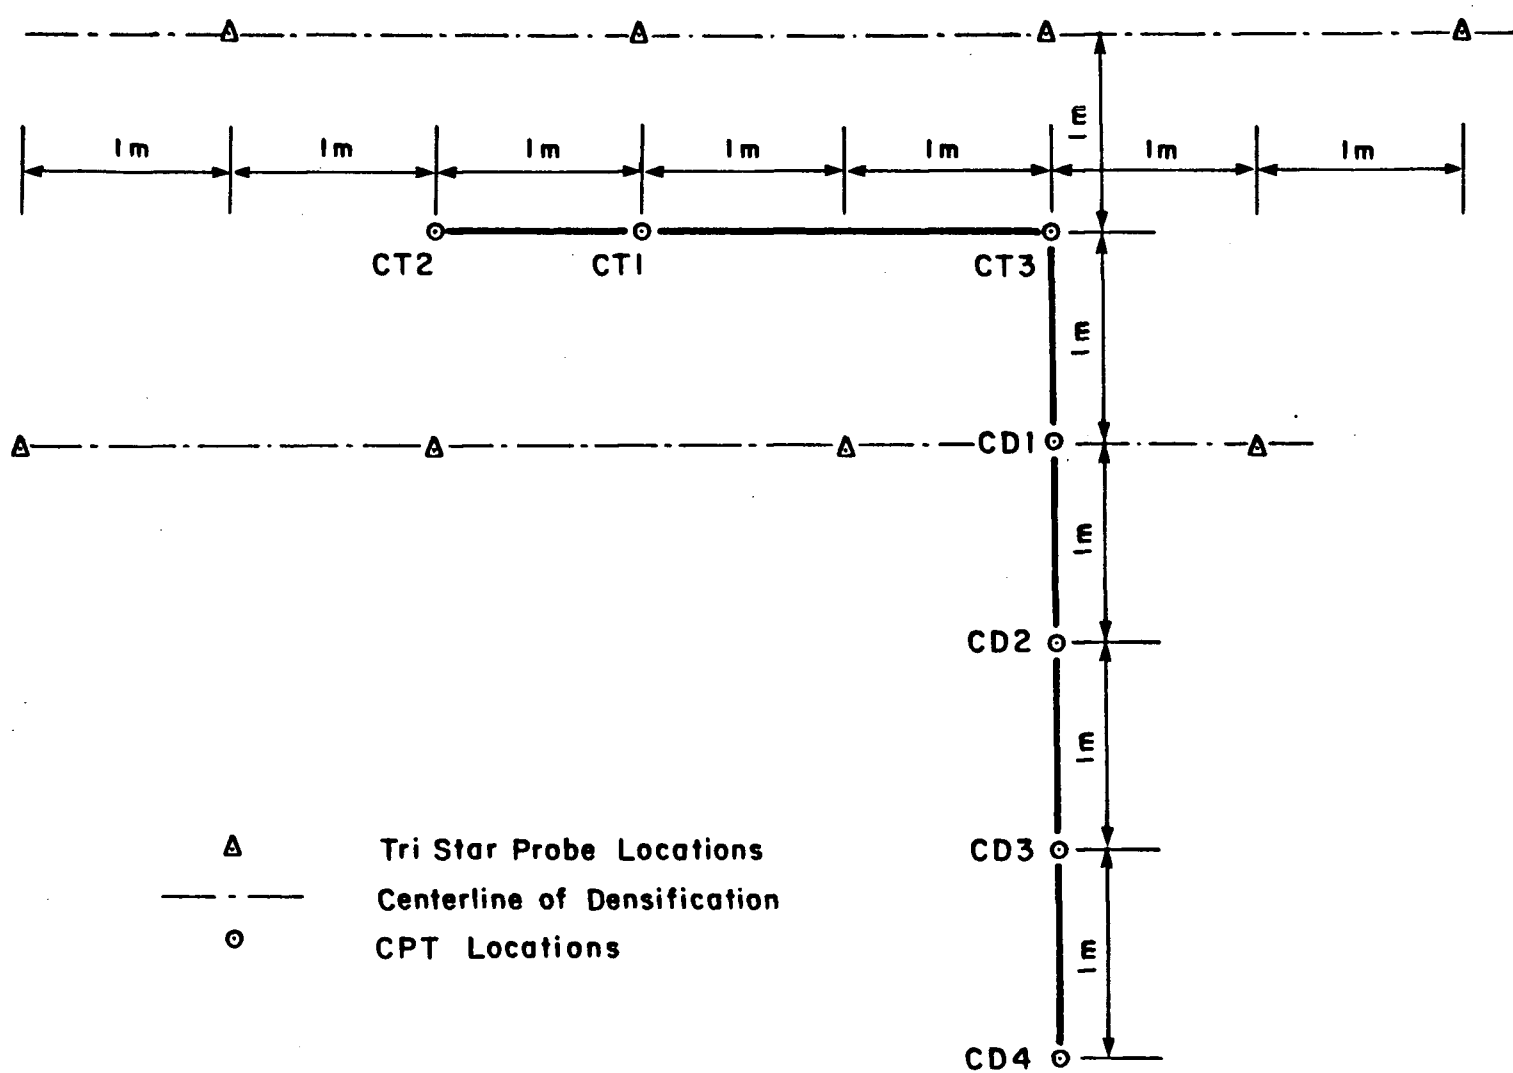 1m
1m
1m
1m
1m
1m
1m
1m
CT2
CT1
CT3
1m
CD1
1m
CD2
1m
CD3
1m
CD4
Tri Star Probe Locations
Centerline of Densification
CPT Locations